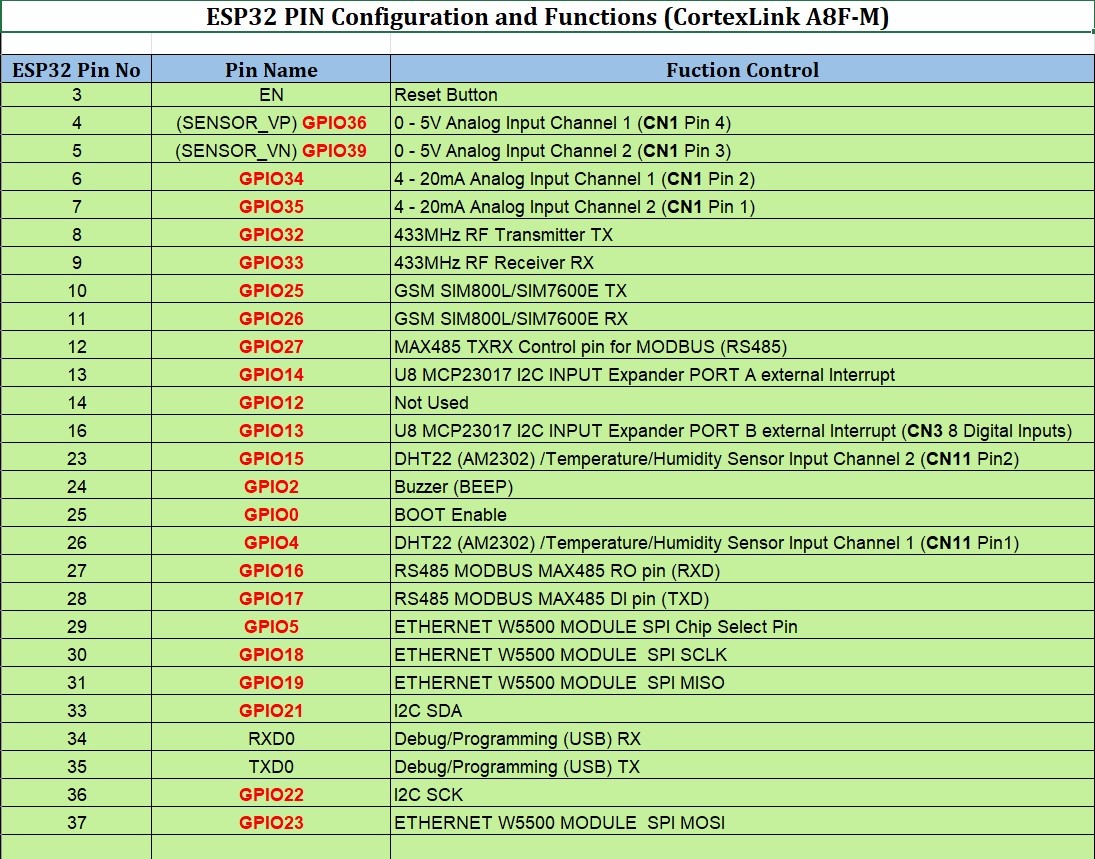 ESP32 PIN Configuration and Functions (CortexLink A8F-M)
ESP32 Pin No Pin Name Fuction Control
3 EN Reset Button
4 (SENSOR_VP) GPIO36 0 - 5V Analog Input Channel 1 (CN1 Pin 4)
5 (SENSOR_VN) GPIO39 0 - 5V Analog Input Channel 2 (CN1 Pin 3)
6 GPIO34 4 - 20mA Analog Input Channel 1 (CN1 Pin 2)
7 GPIO35 4 - 20mA Analog Input Channel 2 (CN1 Pin 1)
8 GPIO32 433MHz RF Transmitter TX
9 GPIO33 433MHz RF Receiver RX
10 GPIO25 GSM SIM800L/SIM7600E TX
11 GPIO26 GSM SIM800L/SIM7600E RX
12 GPIO27 MAX485 TXRX Control pin for MODBUS (RS485)
13 GPIO14 U8 MCP23017 I2C INPUT Expander PORT A external Interrupt
14 GPIO12 Not Used
16 GPIO13 U8 MCP23017 I2C INPUT Expander PORT B external Interrupt (CN3 8 Digital Inputs)
23 GPIO15 DHT22 (AM2302) /Temperature/Humidity Sensor Input Channel 2 (CN11 Pin2)
24 GPIO2 Buzzer (BEEP)
25 GPIO0 BOOT Enable
26 GPIO4 DHT22 (AM2302) /Temperature/Humidity Sensor Input Channel 1 (CN11 Pin1)
27 GPIO16 RS485 MODBUS MAX485 RO pin (RXD)
28 GPIO17 RS485 MODBUS MAX485 DI pin (TXD)
29 GPIO5 ETHERNET W5500 MODULE SPI Chip Select Pin
30 GPIO18 ETHERNET W5500 MODULE  SPI SCLK
31 GPIO19 ETHERNET W5500 MODULE  SPI MISO
33 GPIO21 I2C SDA
34 RXD0 Debug/Programming (USB) RX
35 TXD0 Debug/Programming (USB) TX
36 GPIO22 I2C SCK
37 GPIO23 ETHERNET W5500 MODULE  SPI MOSI